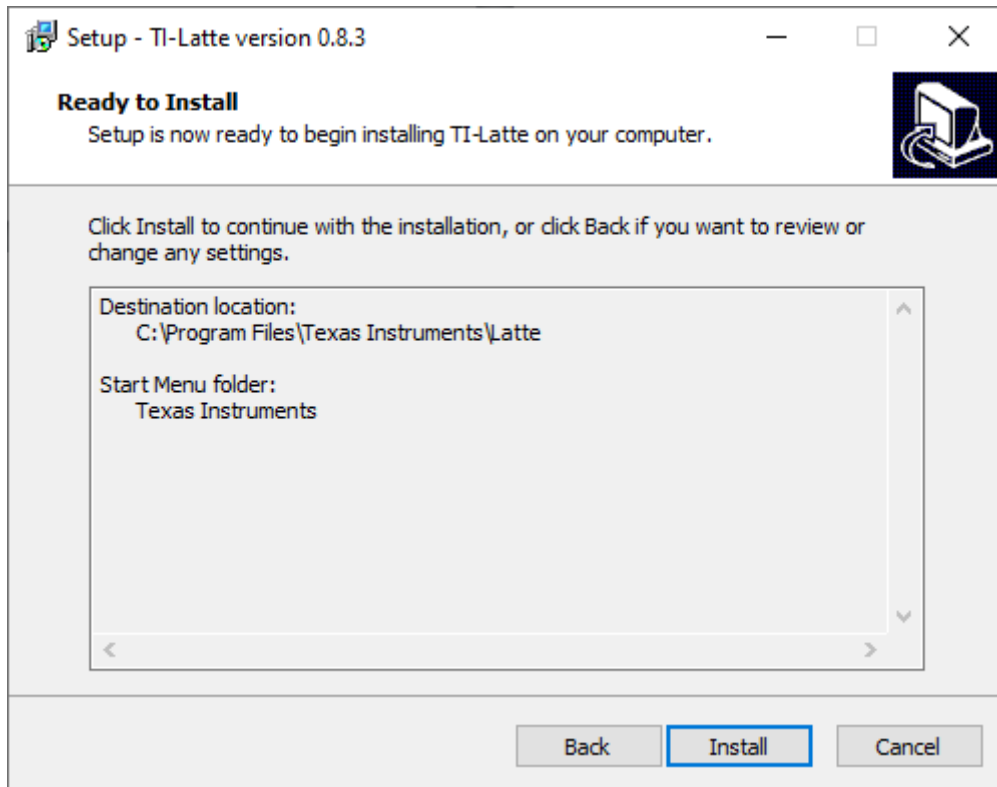 Setup - TI-Latte version 0.8.3
Ready to Install
Setup is now ready to begin installing TI-Latte on your computer.
Click Install to continue with the installation, or click Back if you want to review or
change any settings.
Destination location:
C:\Program Files\Texas Instruments\Latte
Start Menu folder:
Texas Instruments
Back Install Cancel